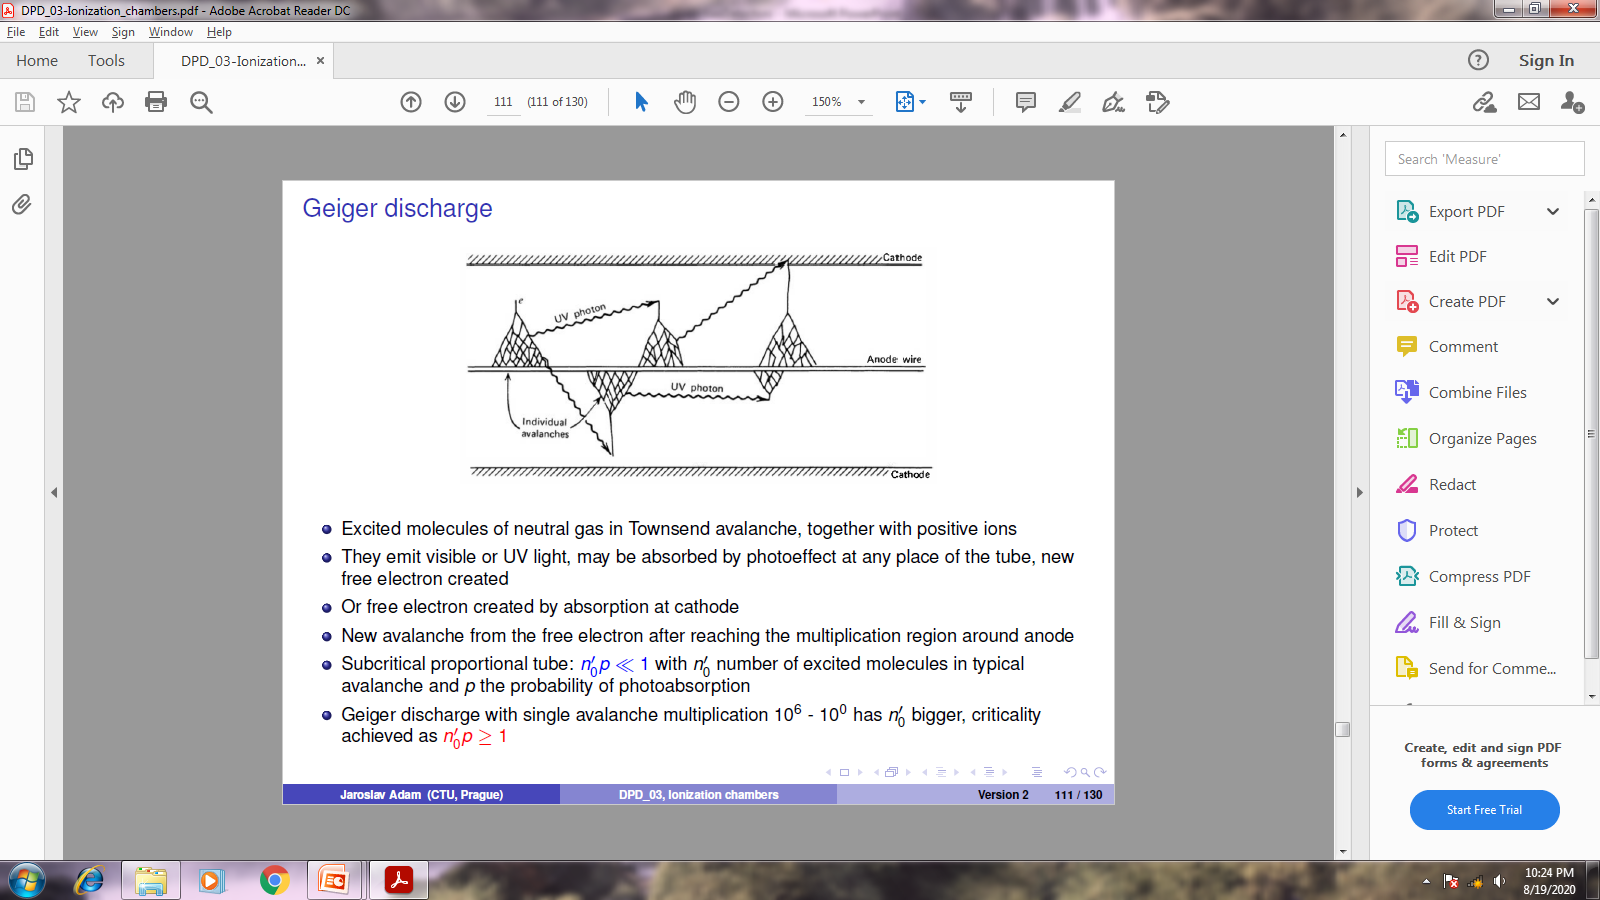 DPD_03-Ionization_chambers.pdf - Adobe Acrobat Reader DC
File Edit View Sign Window Help
Home Tools DPD_03-Ionization... × Sign In
111 (111 of 130) 150%
Search 'Measure'
Export PDF
Edit PDF
Create PDF
Comment
Combine Files
Organize Pages
Redact
Protect
Compress PDF
Fill & Sign
Send for Comme...
Create, edit and sign PDF
forms & agreements
Start Free Trial
Geiger discharge
Cathode
e
UV photon
Anode wire
UV photon
Individual
avalanches
Cathode
Excited molecules of neutral gas in Townsend avalanche, together with positive ions
They emit visible or UV light, may be absorbed by photoeffect at any place of the tube, new
free electron created
Or free electron created by absorption at cathode
New avalanche from the free electron after reaching the multiplication region around anode
Subcritical proportional tube: n′₀p ≪ 1 with n′₀ number of excited molecules in typical
avalanche and p the probability of photoabsorption
Geiger discharge with single avalanche multiplication 10⁶ - 10⁰ has n′₀ bigger, criticality
achieved as n′₀p ≥ 1
Jaroslav Adam (CTU, Prague) DPD_03, Ionization chambers Version 2 111 / 130
10:24 PM
8/19/2020